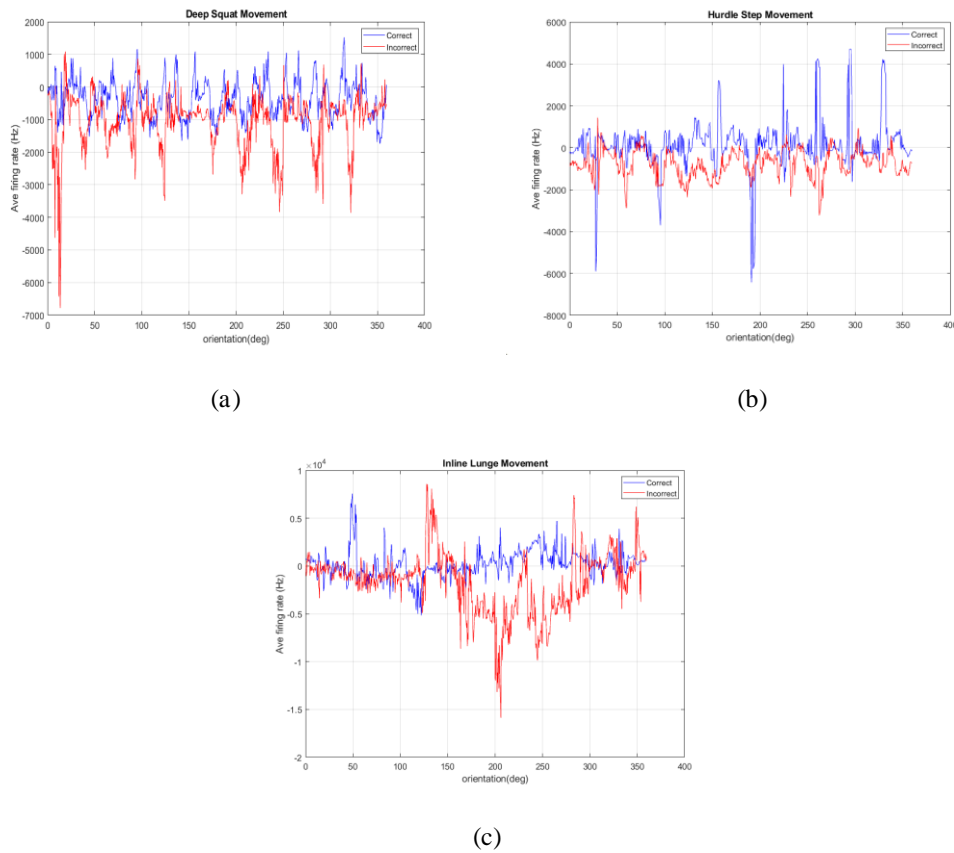 Deep Squat Movement
Correct
Incorrect
Ave firing rate (Hz)
2000
1000
0
-1000
-2000
-3000
-4000
-5000
-6000
-7000
0 50 100 150 200 250 300 350 400
orientation(deg)
(a)
Hurdle Step Movement
Correct
Incorrect
Ave firing rate (Hz)
6000
4000
2000
0
-2000
-4000
-6000
-8000
0 50 100 150 200 250 300 350 400
orientation(deg)
(b)
Inline Lunge Movement
× 10^4
Correct
Incorrect
Ave firing rate (Hz)
1
0.5
0
-0.5
-1
-1.5
-2
0 50 100 150 200 250 300 350 400
orientation(deg)
(c)